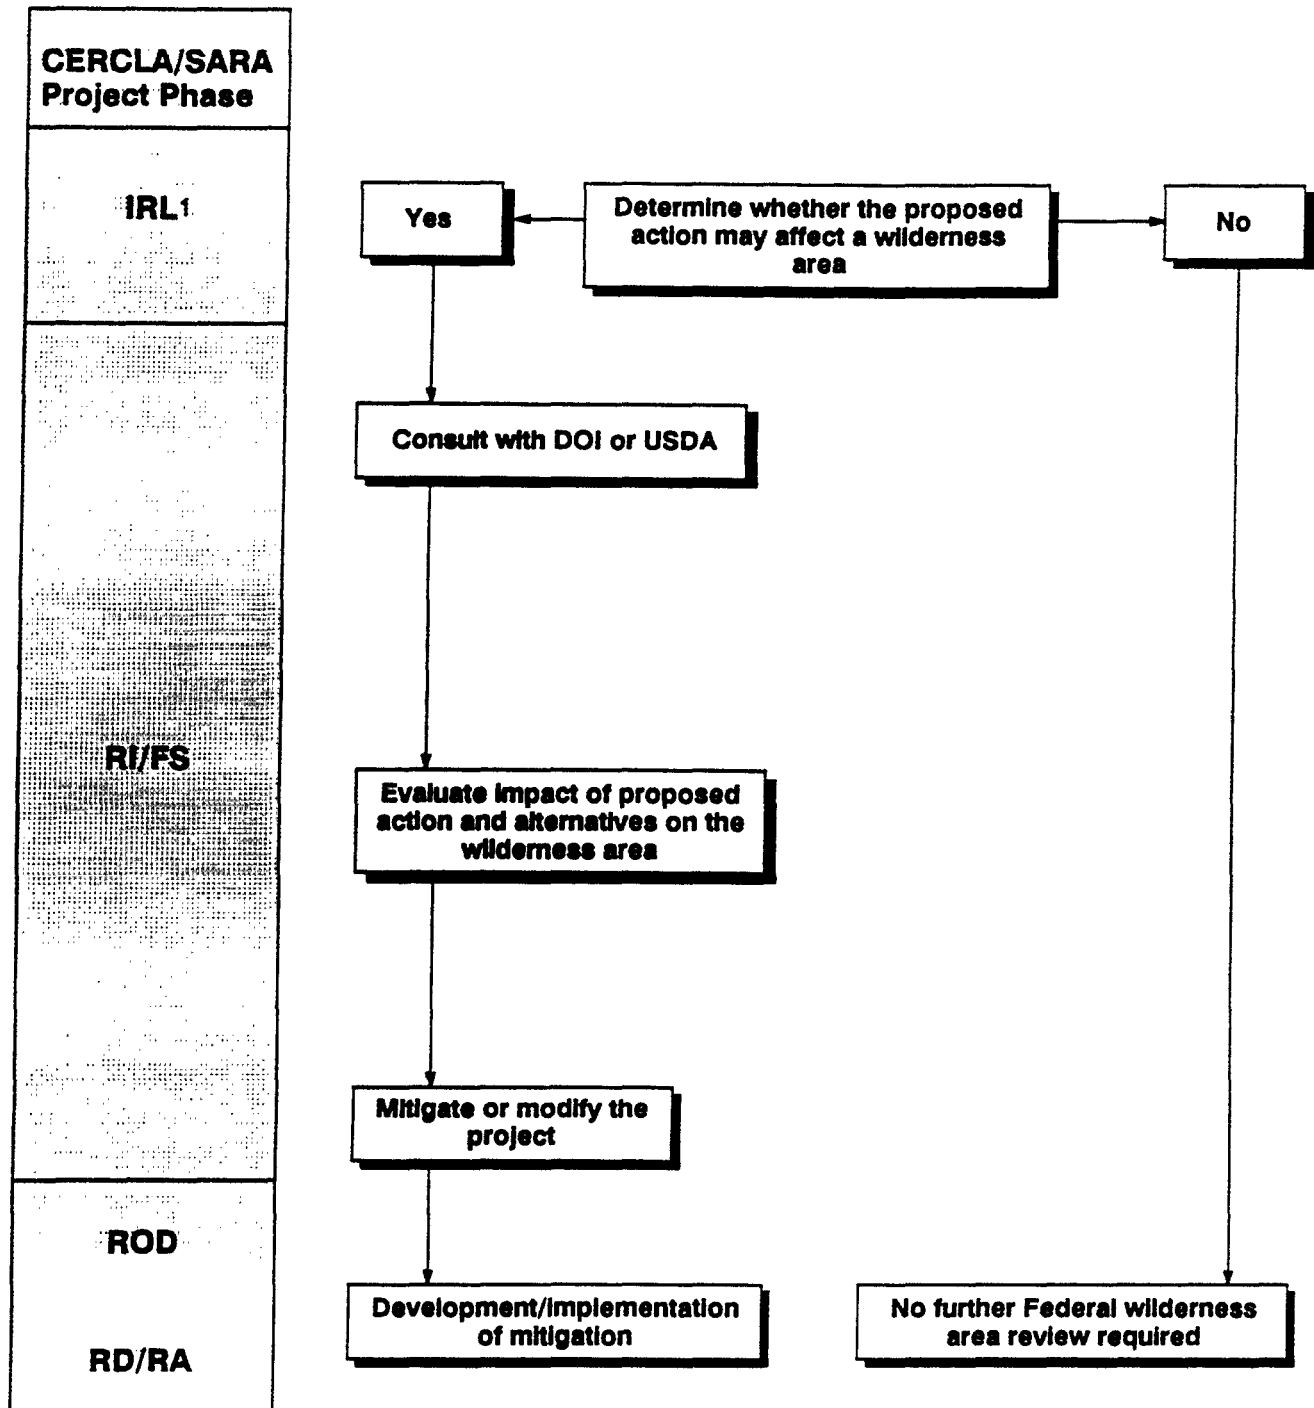 CERCLA/SARA
Project Phase
IRL1
Yes
Determine whether the proposed
action may affect a wilderness
area
No
Consult with DOI or USDA
RI/FS
Evaluate impact of proposed
action and alternatives on the
wilderness area
Mitigate or modify the
project
ROD
Development/implementation
of mitigation
No further Federal wilderness
area review required
RD/RA